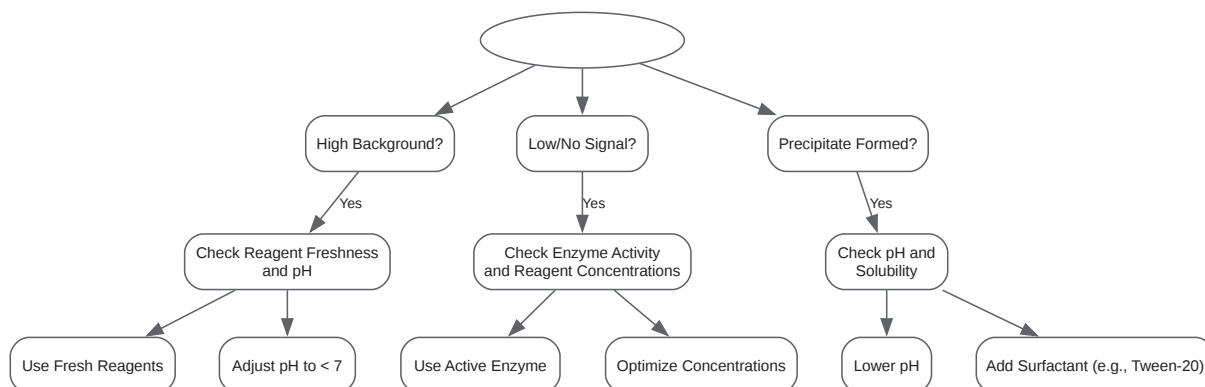 High Background?
Low/No Signal?
Precipitate Formed?
Yes
Yes
Yes
Check Reagent Freshness
and pH
Check Enzyme Activity
and Reagent Concentrations
Check pH and
Solubility
Use Fresh Reagents
Adjust pH to < 7
Use Active Enzyme
Optimize Concentrations
Lower pH
Add Surfactant (e.g., Tween-20)